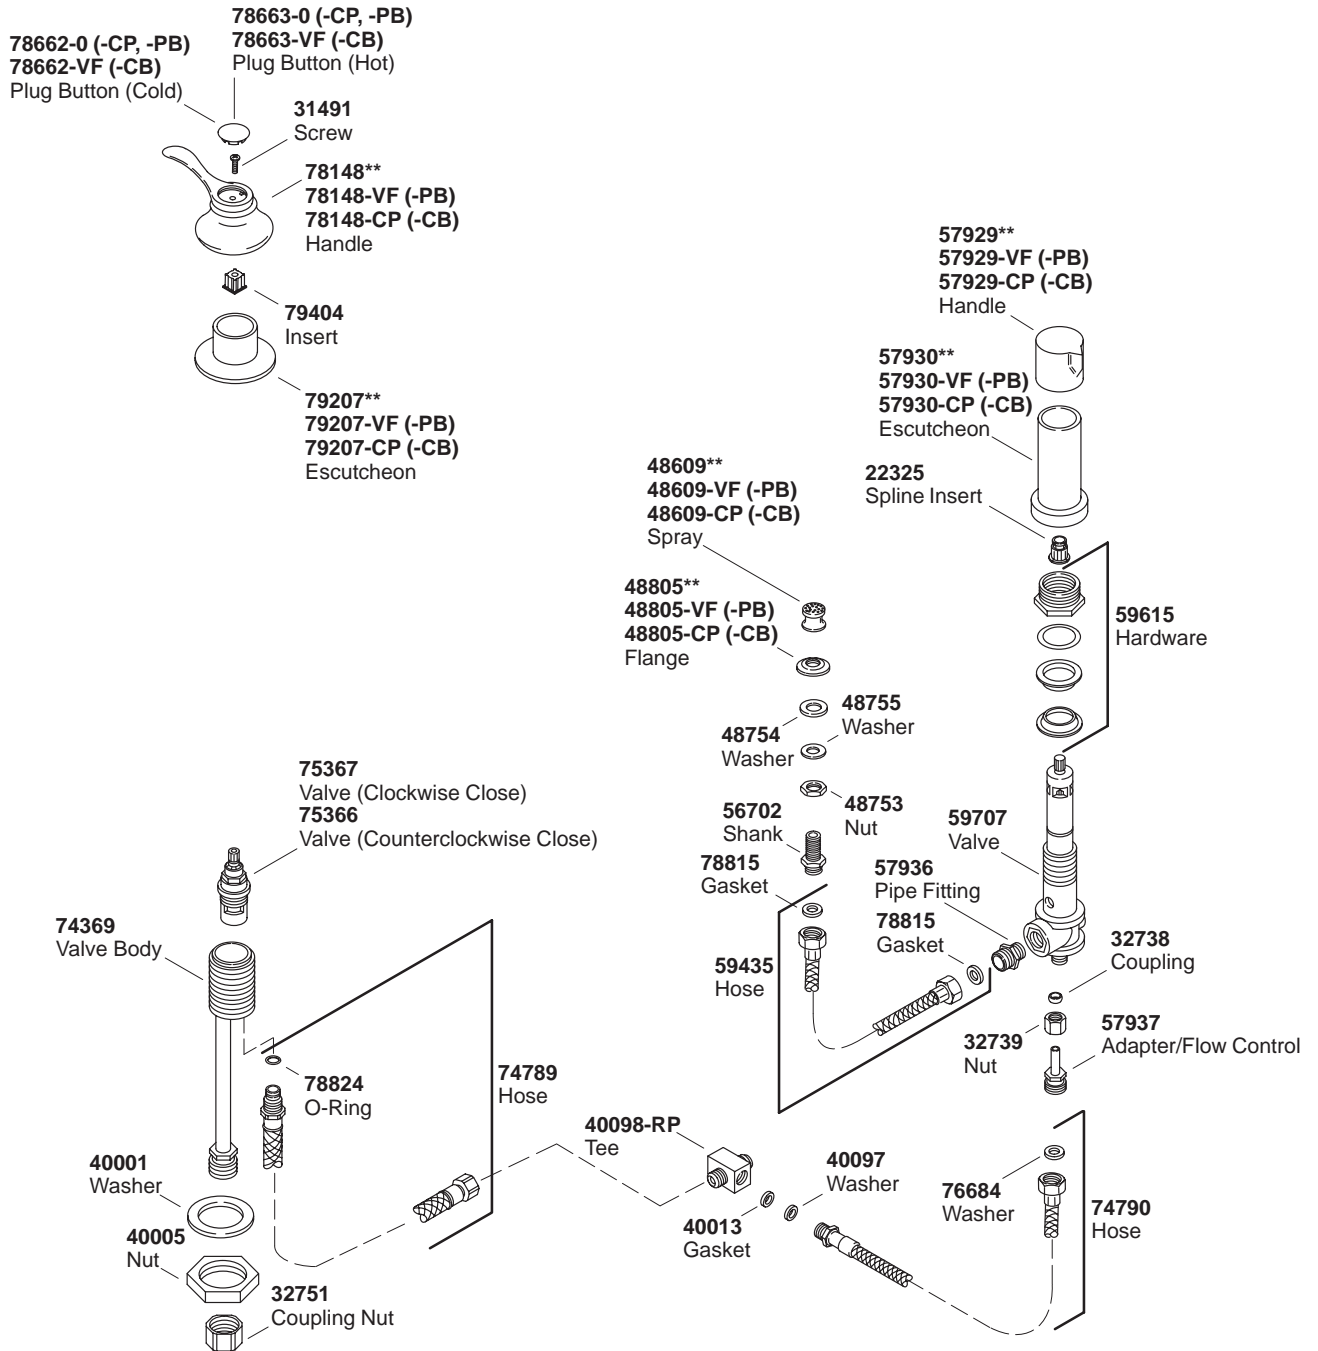 78663-0 (-CP, -PB)
78663-VF (-CB)
Plug Button (Hot)
78662-0 (-CP, -PB)
78662-VF (-CB)
Plug Button (Cold)
31491
Screw
78148**
78148-VF (-PB)
78148-CP (-CB)
Handle
79404
Insert
79207**
79207-VF (-PB)
79207-CP (-CB)
Escutcheon
57929**
57929-VF (-PB)
57929-CP (-CB)
Handle
57930**
57930-VF (-PB)
57930-CP (-CB)
Escutcheon
22325
Spline Insert
48609**
48609-VF (-PB)
48609-CP (-CB)
Spray
48805**
48805-VF (-PB)
48805-CP (-CB)
Flange
59615
Hardware
48755
Washer
48754
Washer
48753
Nut
56702
Shank
59707
Valve
78815
Gasket
57936
Pipe Fitting
78815
Gasket
59435
Hose
32738
Coupling
57937
Adapter/Flow Control
32739
Nut
75367
Valve (Clockwise Close)
75366
Valve (Counterclockwise Close)
74369
Valve Body
78824
O-Ring
74789
Hose
40098-RP
Tee
40097
Washer
40013
Gasket
76684
Washer
74790
Hose
40001
Washer
40005
Nut
32751
Coupling Nut